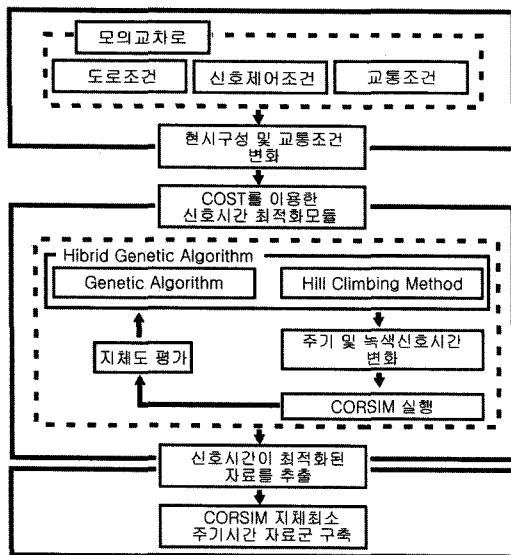 모의교차로
도로조건
신호제어조건
교통조건
현시구성 및 교통조건
변화
COST를 이용한
신호시간 최적화모듈
Hibrid Genetic Algorithm
Genetic Algorithm
Hill Climbing Method
지체도 평가
주기 및 녹색신호시간
변화
CORSIM 실행
신호시간이 최적화된
자료를 추출
CORSIM 지체최소
주기시간 자료군 구축